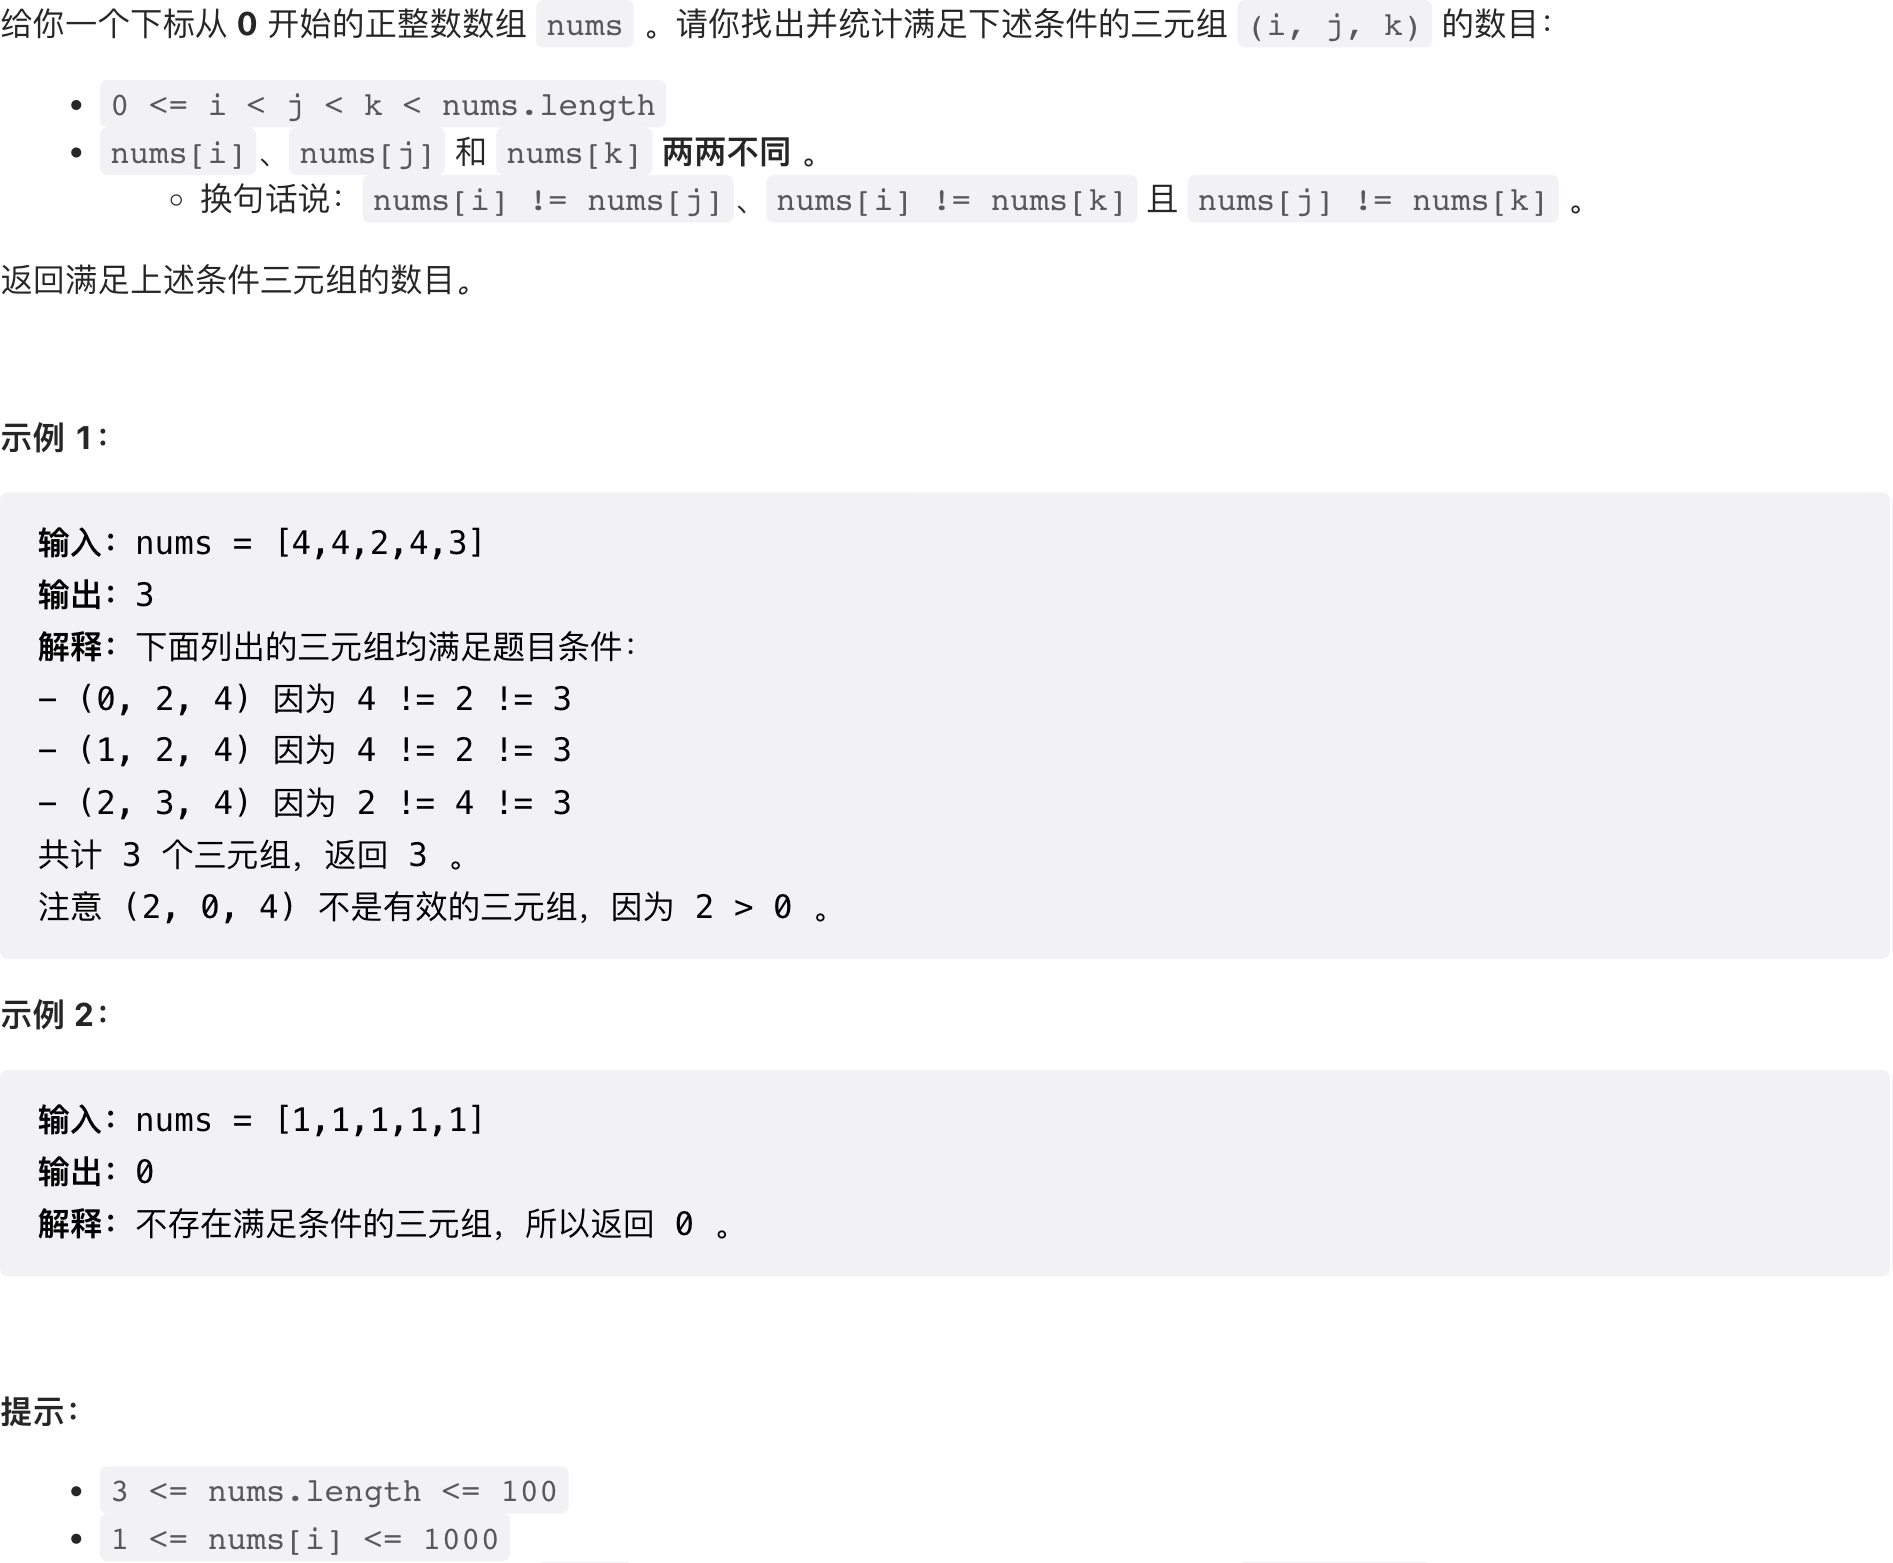 给你一个下标从 0 开始的正整数数组 nums 。请你找出并统计满足下述条件的三元组 (i, j, k) 的数目：
• 0 <= i < j < k < nums.length
• nums[i]、nums[j] 和 nums[k] 两两不同 。
◦ 换句话说：nums[i] != nums[j]、nums[i] != nums[k] 且 nums[j] != nums[k] 。
返回满足上述条件三元组的数目。
示例 1：
输入：nums = [4,4,2,4,3]
输出：3
解释：下面列出的三元组均满足题目条件：
- (0, 2, 4) 因为 4 != 2 != 3
- (1, 2, 4) 因为 4 != 2 != 3
- (2, 3, 4) 因为 2 != 4 != 3
共计 3 个三元组，返回 3 。
注意 (2, 0, 4) 不是有效的三元组，因为 2 > 0 。
示例 2：
输入：nums = [1,1,1,1,1]
输出：0
解释：不存在满足条件的三元组，所以返回 0 。
提示：
• 3 <= nums.length <= 100
• 1 <= nums[i] <= 1000